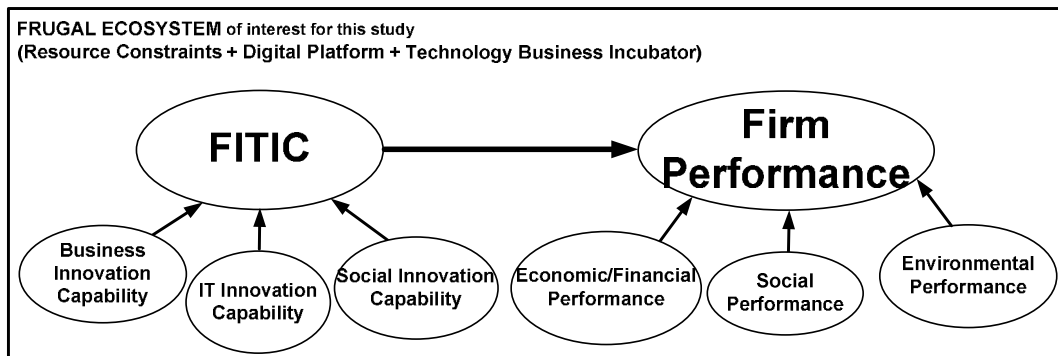 FRUGAL ECOSYSTEM of interest for this study
(Resource Constraints + Digital Platform + Technology Business Incubator)
FITIC
Firm
Performance
Business
Innovation
Capability
IT Innovation
Capability
Social Innovation
Capability
Economic/Financial
Performance
Social
Performance
Environmental
Performance